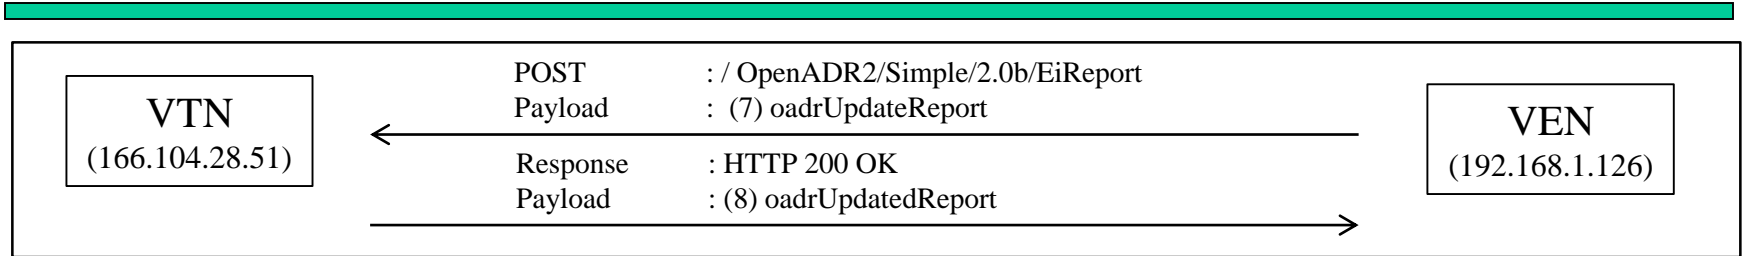 POST : / OpenADR2/Simple/2.0b/EiReport
Payload : (7) oadrUpdateReport
VTN
(166.104.28.51)
VEN
(192.168.1.126)
Response : HTTP 200 OK
Payload : (8) oadrUpdatedReport